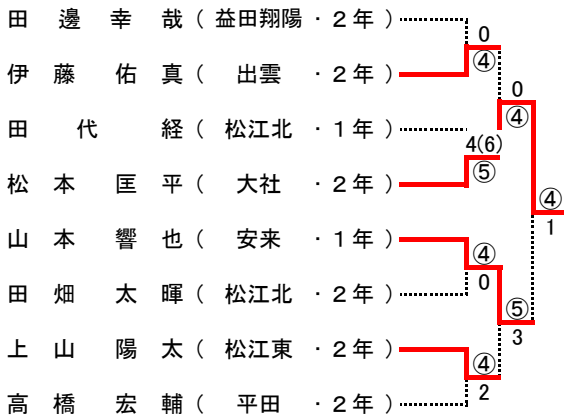 田邊幸哉（益田翔陽・2年）
0
伊藤佑真（出雲・2年）
④
0
④
田代経（松江北・1年）
4(6)
松本匡平（大社・2年）
⑤
④
1
山本響也（安来・1年）
④
0
田畑太暉（松江北・2年）
⑤
3
上山陽太（松江東・2年）
④
2
高橋宏輔（平田・2年）